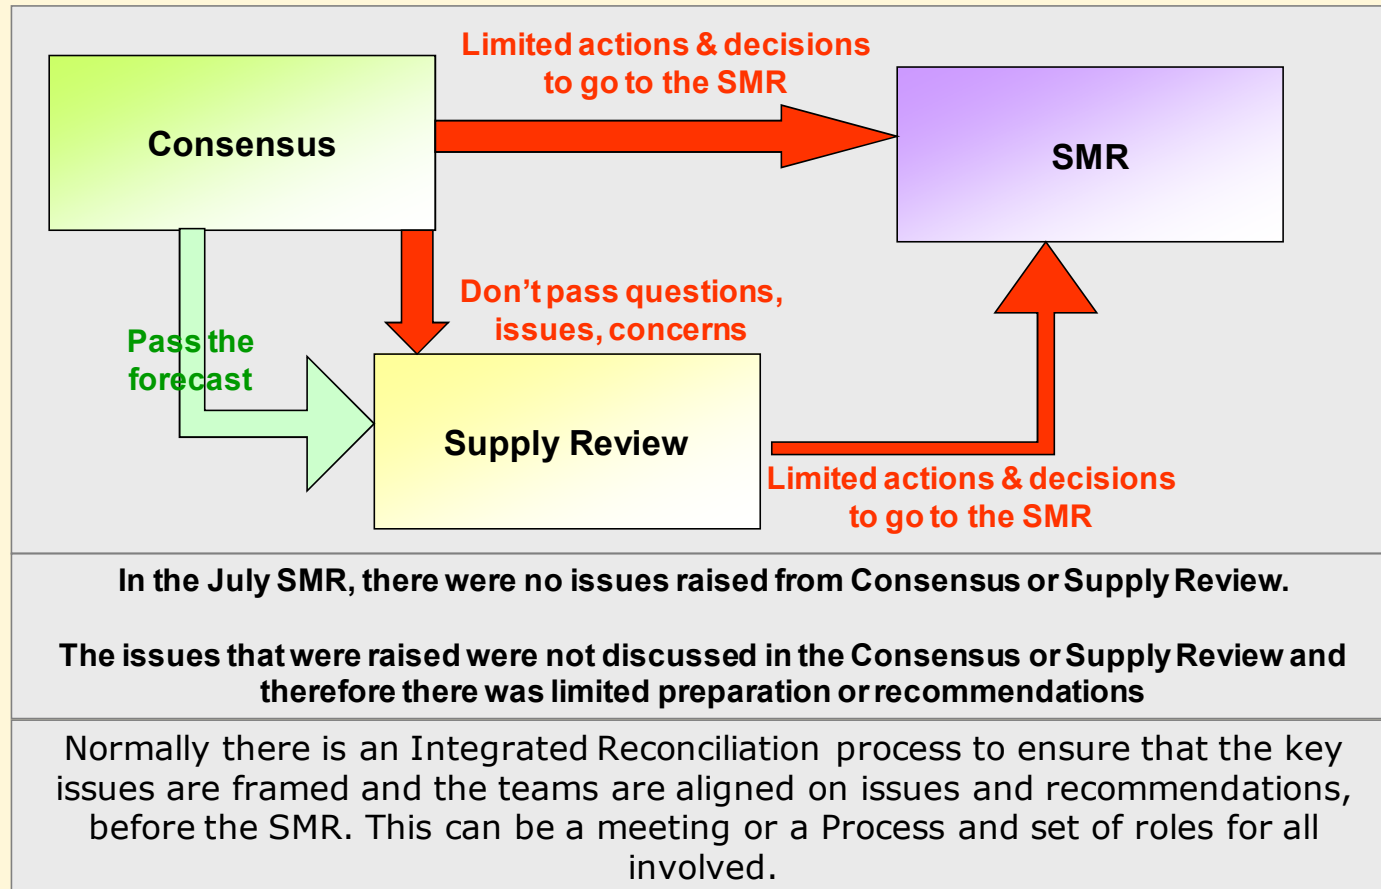 Limited actions & decisions
to go to the SMR
Consensus
SMR
Don’t pass questions,
issues, concerns
Pass the
forecast
Supply Review
Limited actions & decisions
to go to the SMR
In the July SMR, there were no issues raised from Consensus or Supply Review.
The issues that were raised were not discussed in the Consensus or Supply Review and
therefore there was limited preparation or recommendations
Normally there is an Integrated Reconciliation process to ensure that the key
issues are framed and the teams are aligned on issues and recommendations,
before the SMR. This can be a meeting or a Process and set of roles for all
involved.